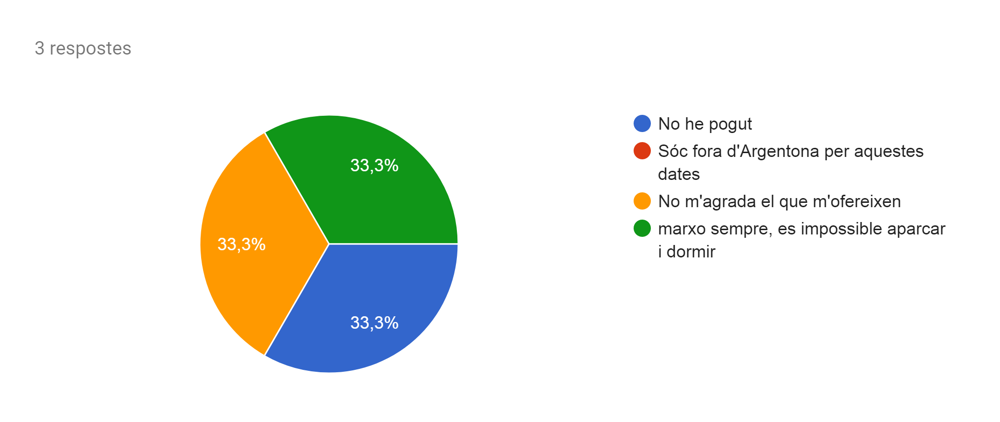 3 respostes
33,3%
33,3%
33,3%
No he pogut
Sóc fora d'Argentona per aquestes
dates
No m'agrada el que m'ofereixen
marxo sempre, es impossible aparcar
i dormir